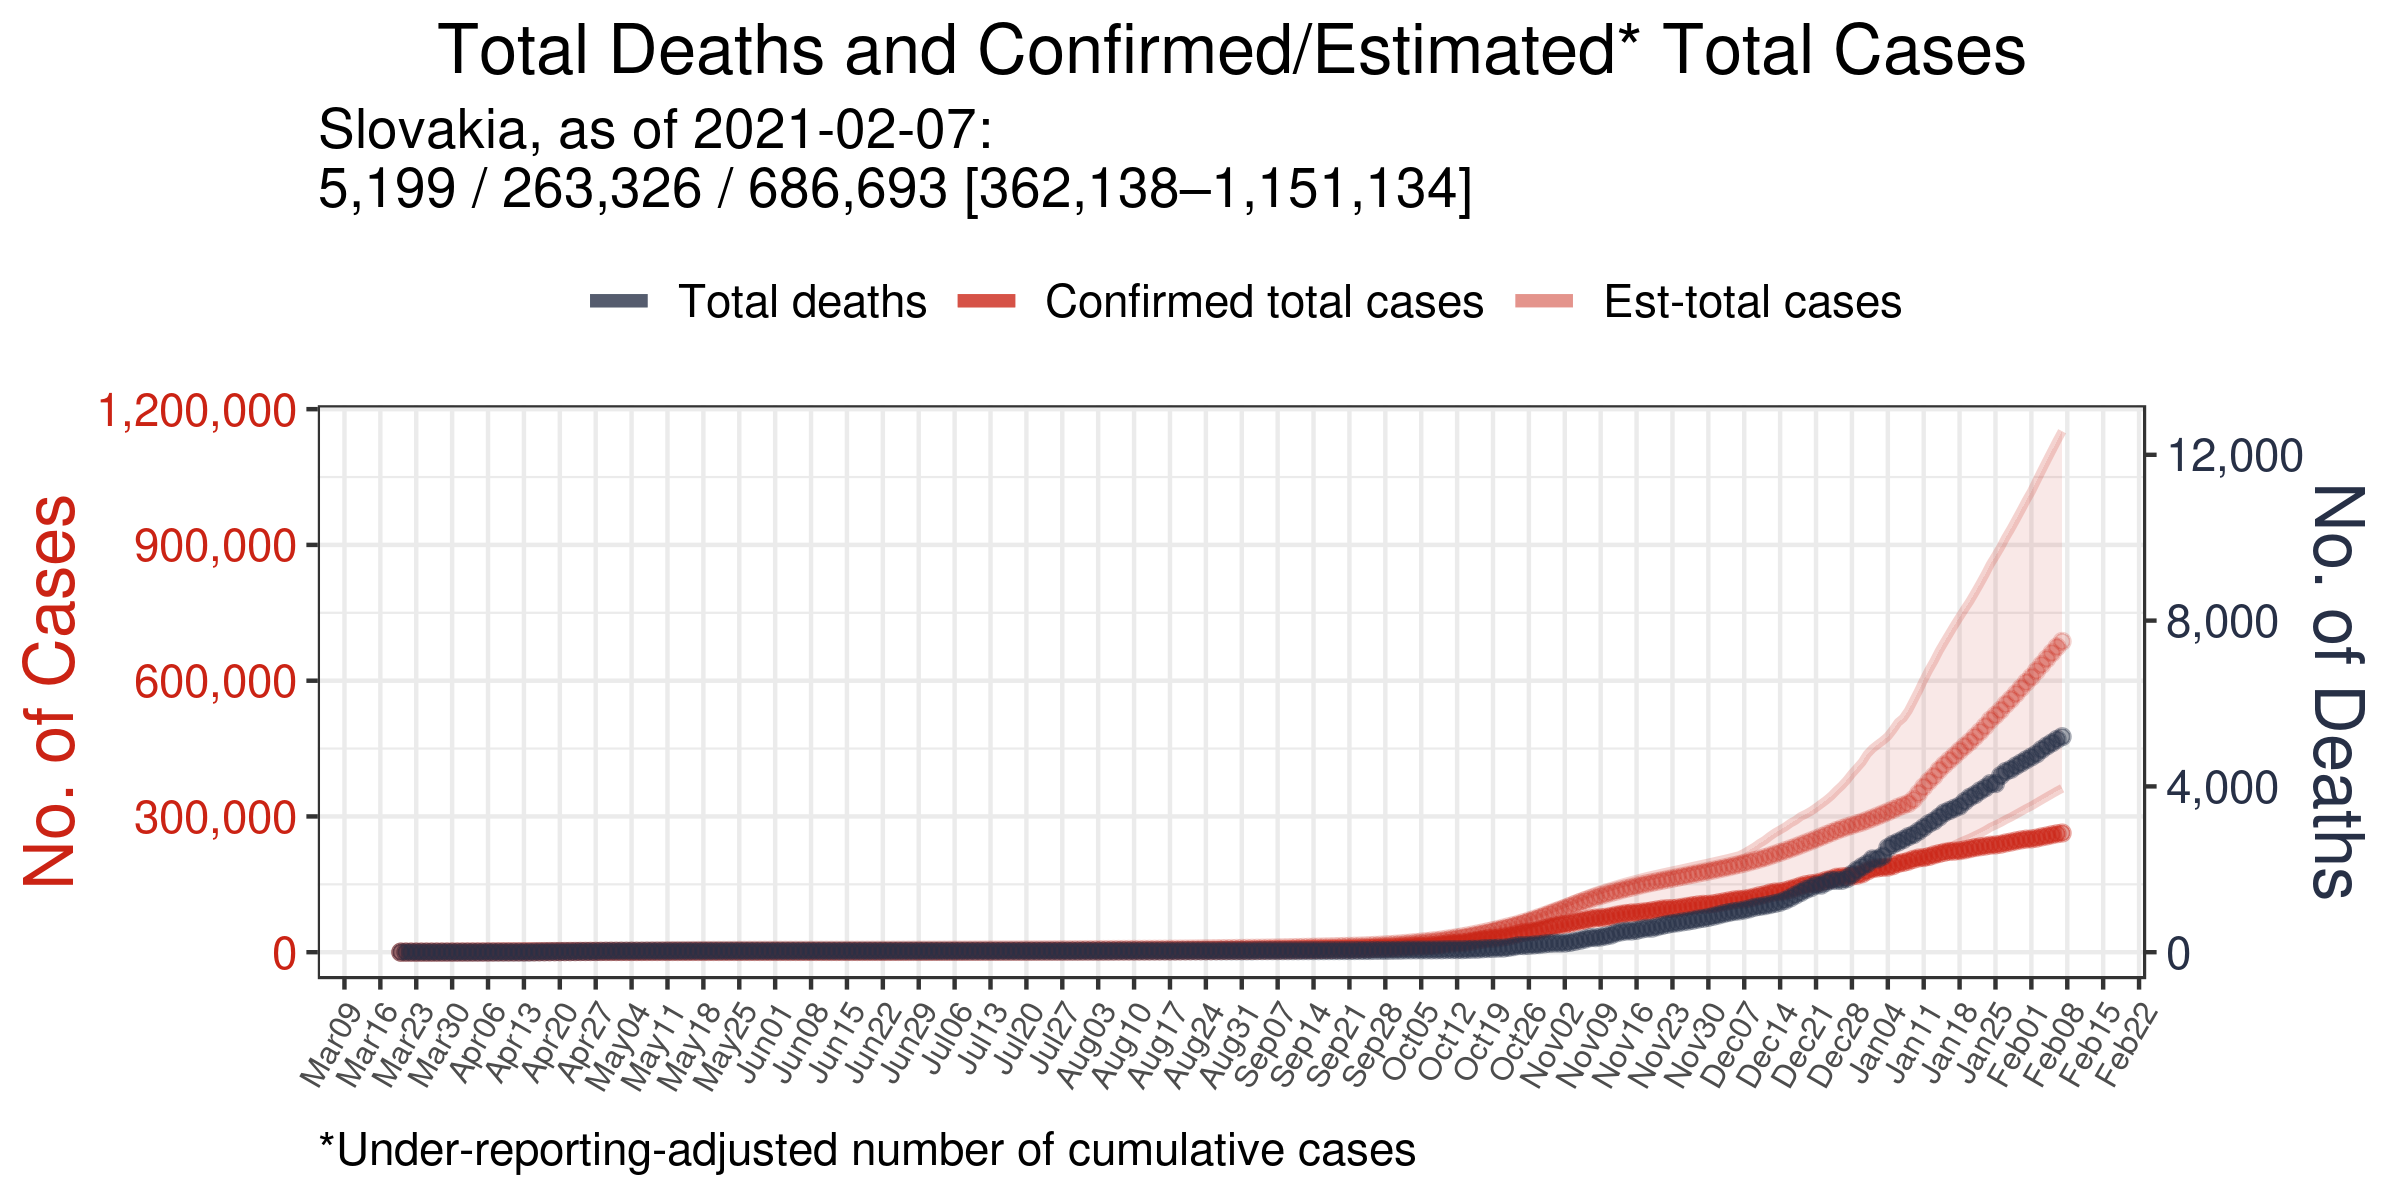 Total Deaths and Confirmed/Estimated* Total Cases
Slovakia, as of 2021-02-07:
5,199 / 263,326 / 686,693 [362,138–1,151,134]
Total deaths
Confirmed total cases
Est-total cases
No. of Cases
1,200,000
900,000
600,000
300,000
0
12,000
8,000
4,000
0
No. of Deaths
Mar09
Mar16
Mar23
Mar30
Apr06
Apr13
Apr20
Apr27
May04
May11
May18
May25
Jun01
Jun08
Jun15
Jun22
Jun29
Jul06
Jul13
Jul20
Jul27
Aug03
Aug10
Aug17
Aug24
Aug31
Sep07
Sep14
Sep21
Sep28
Oct05
Oct12
Oct19
Oct26
Nov02
Nov09
Nov16
Nov23
Nov30
Dec07
Dec14
Dec21
Dec28
Jan04
Jan11
Jan18
Jan25
Feb01
Feb08
Feb15
Feb22
*Under-reporting-adjusted number of cumulative cases